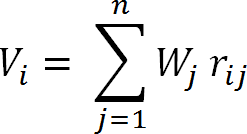 V_i = \sum_{j=1}^{n} W_j r_{ij}